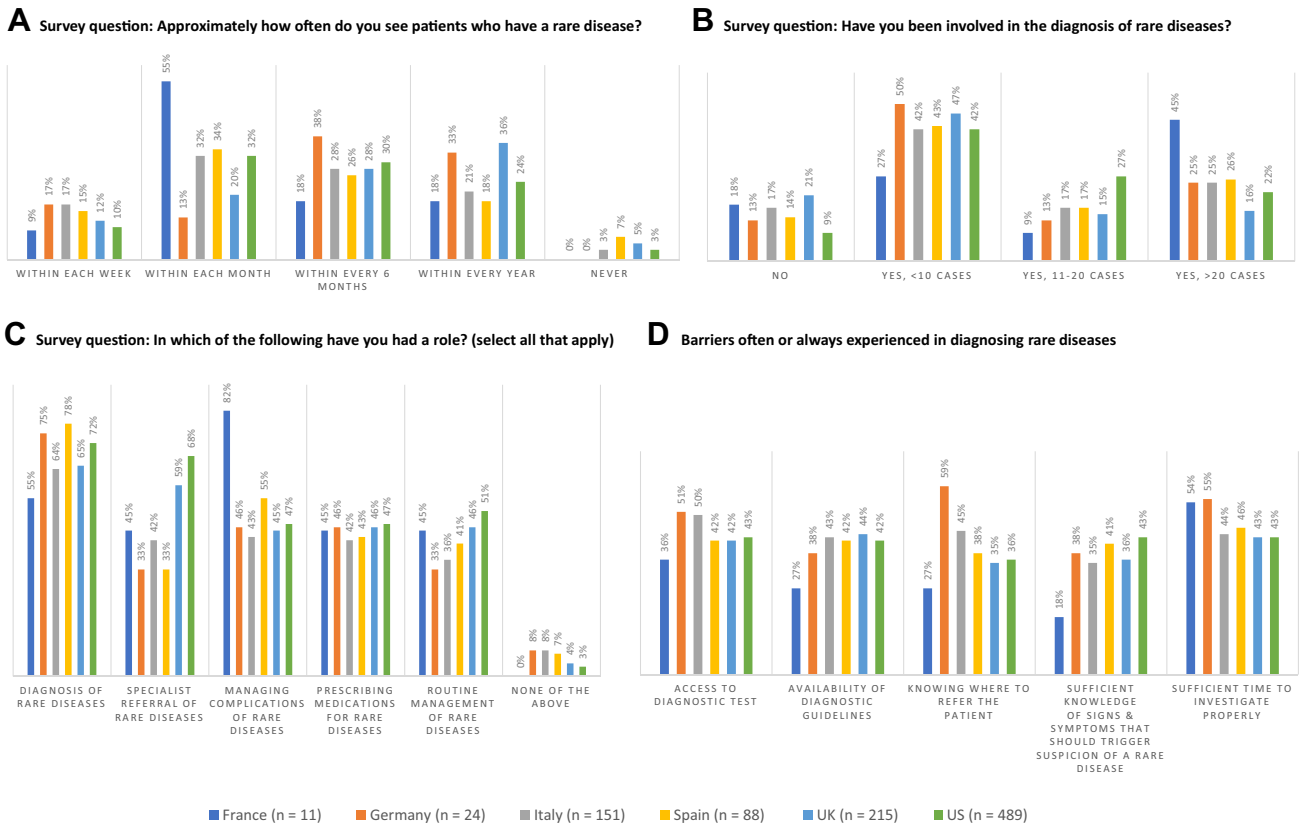 A Survey question: Approximately how often do you see patients who have a rare disease?
9% 17% 17% 15% 12% 10%
55% 13% 32% 34% 20% 32%
18% 38% 28% 26% 28% 30%
18% 33% 21% 18% 36% 24%
0% 0% 3% 7% 5% 3%
WITHIN EACH WEEK
WITHIN EACH MONTH
WITHIN EVERY 6
MONTHS
WITHIN EVERY YEAR
NEVER
B Survey question: Have you been involved in the diagnosis of rare diseases?
18% 13% 17% 14% 21% 9%
27% 50% 42% 43% 47% 42%
9% 13% 17% 17% 15% 27%
45% 25% 25% 26% 16% 22%
NO
YES, <10 CASES
YES, 11-20 CASES
YES, >20 CASES
C Survey question: In which of the following have you had a role? (select all that apply)
55% 75% 64% 78% 65% 72%
45% 33% 42% 33% 59% 68%
82% 46% 43% 55% 45% 47%
45% 46% 42% 43% 46% 47%
45% 33% 36% 41% 46% 51%
0% 8% 8% 7% 4% 3%
DIAGNOSIS OF
RARE DISEASES
SPECIALIST
REFERRAL OF
RARE DISEASES
MANAGING
COMPLICATIONS
OF RARE
DISEASES
PRESCRIBING
MEDICATIONS
FOR RARE
DISEASES
ROUTINE
MANAGEMENT
OF RARE
DISEASES
NONE OF THE
ABOVE
D Barriers often or always experienced in diagnosing rare diseases
36% 51% 50% 42% 42% 43%
27% 38% 43% 42% 44% 42%
27% 59% 45% 38% 35% 36%
18% 38% 35% 41% 36% 43%
54% 55% 44% 46% 43% 43%
ACCESS TO
DIAGNOSTIC TEST
AVAILABILITY OF
DIAGNOSTIC
GUIDELINES
KNOWING WHERE TO
REFER THE
PATIENT
SUFFICIENT
KNOWLEDGE
OF SIGNS &
SYMPTOMS THAT
SHOULD TRIGGER
SUSPICION OF A RARE
DISEASE
SUFFICIENT TIME TO
INVESTIGATE
PROPERLY
France (n = 11) Germany (n = 24) Italy (n = 151) Spain (n = 88) UK (n = 215) US (n = 489)